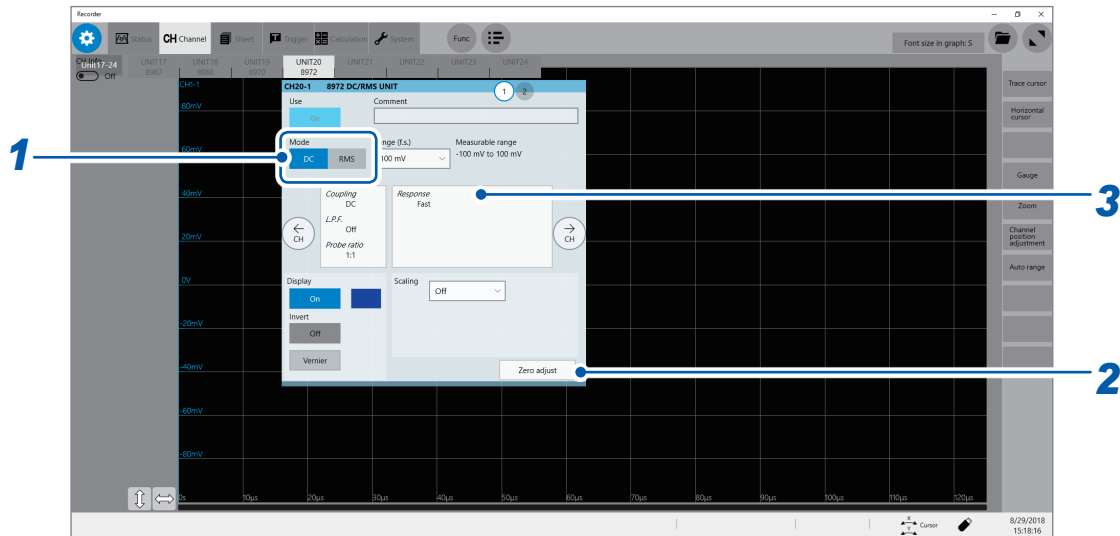 Recorder
Status CH Channel Sheet Trigger Calculation System Func Font size in graph: S
Unit17-24 UNIT17 UNIT18 UNIT19 UNIT20 UNIT21 UNIT22 UNIT23 UNIT24
Off 8967 8968 8970 8972
CH1-1
CH20-1 8972 DC/RMS UNIT 1 2
Use Comment
On
Mode nge (f.s.) Measurable range
DC RMS 100 mV -100 mV to 100 mV
Coupling
DC
L.P.F.
Off
Probe ratio
1:1
Response
Fast
← CH
→ CH
Display
On
Invert
Off
Vernier
Scaling Off
Zero adjust
80mV
60mV
40mV
20mV
0V
-20mV
-40mV
-60mV
-80mV
0s 10µs 20µs 30µs 40µs 50µs 60µs 70µs 80µs 90µs 100µs 110µs 120µs
Trace cursor
Horizontal
cursor
Gauge
Zoom
Channel
position
adjustment
Auto range
X
Y
Cursor
8/29/2018
15:18:16
1
2
3